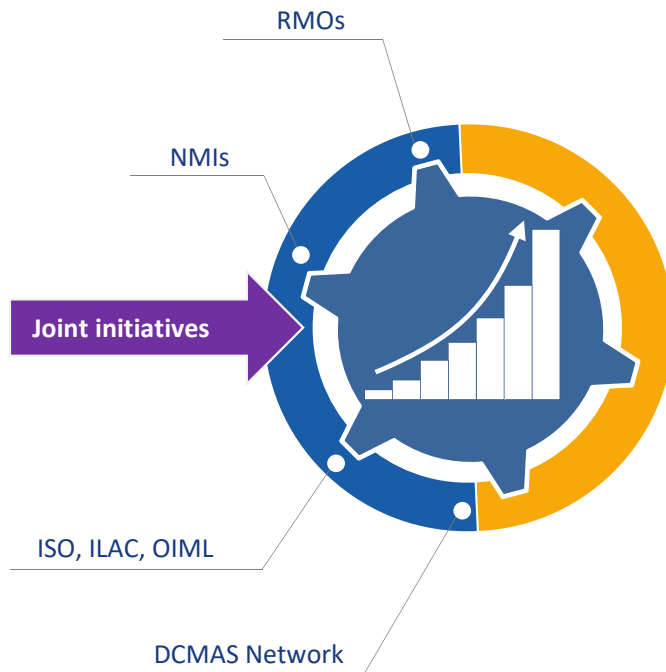 RMOs
NMIs
Joint initiatives
ISO, ILAC, OIML
DCMAS Network